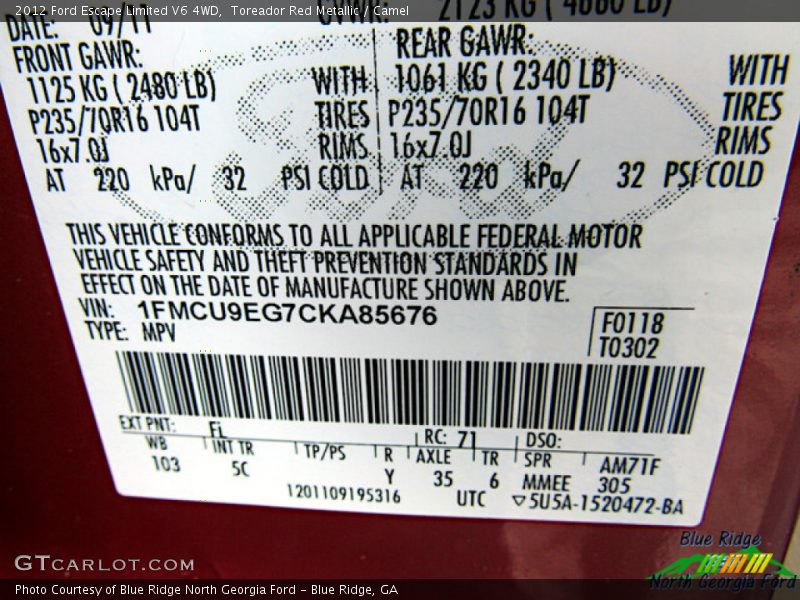 2012 Ford Escape Limited V6 4WD, Toreador Red Metallic / Camel
DATE: 09/11 GVWR: 2123 KG ( 4680 LB)
FRONT GAWR: REAR GAWR:
1125 KG ( 2480 LB) WITH 1061 KG ( 2340 LB) WITH
P235/70R16 104T TIRES P235/70R16 104T TIRES
16x7.0J RIMS 16x7.0J RIMS
AT 220 kPa/ 32 PSI COLD AT 220 kPa/ 32 PSI COLD
THIS VEHICLE CONFORMS TO ALL APPLICABLE FEDERAL MOTOR
VEHICLE SAFETY AND THEFT PREVENTION STANDARDS IN
EFFECT ON THE DATE OF MANUFACTURE SHOWN ABOVE.
VIN: 1FMCU9EG7CKA85676
TYPE: MPV
F0118
T0302
EXT PNT: FL RC: 71 DSO:
WB INT TR TP/PS R AXLE TR SPR AM71F
103 5C Y 35 6 MMEE 305
1201109195316 UTC ▽5U5A-1520472-BA
GTCARLOT.COM
Blue Ridge
North Georgia Ford
Photo Courtesy of Blue Ridge North Georgia Ford – Blue Ridge, GA